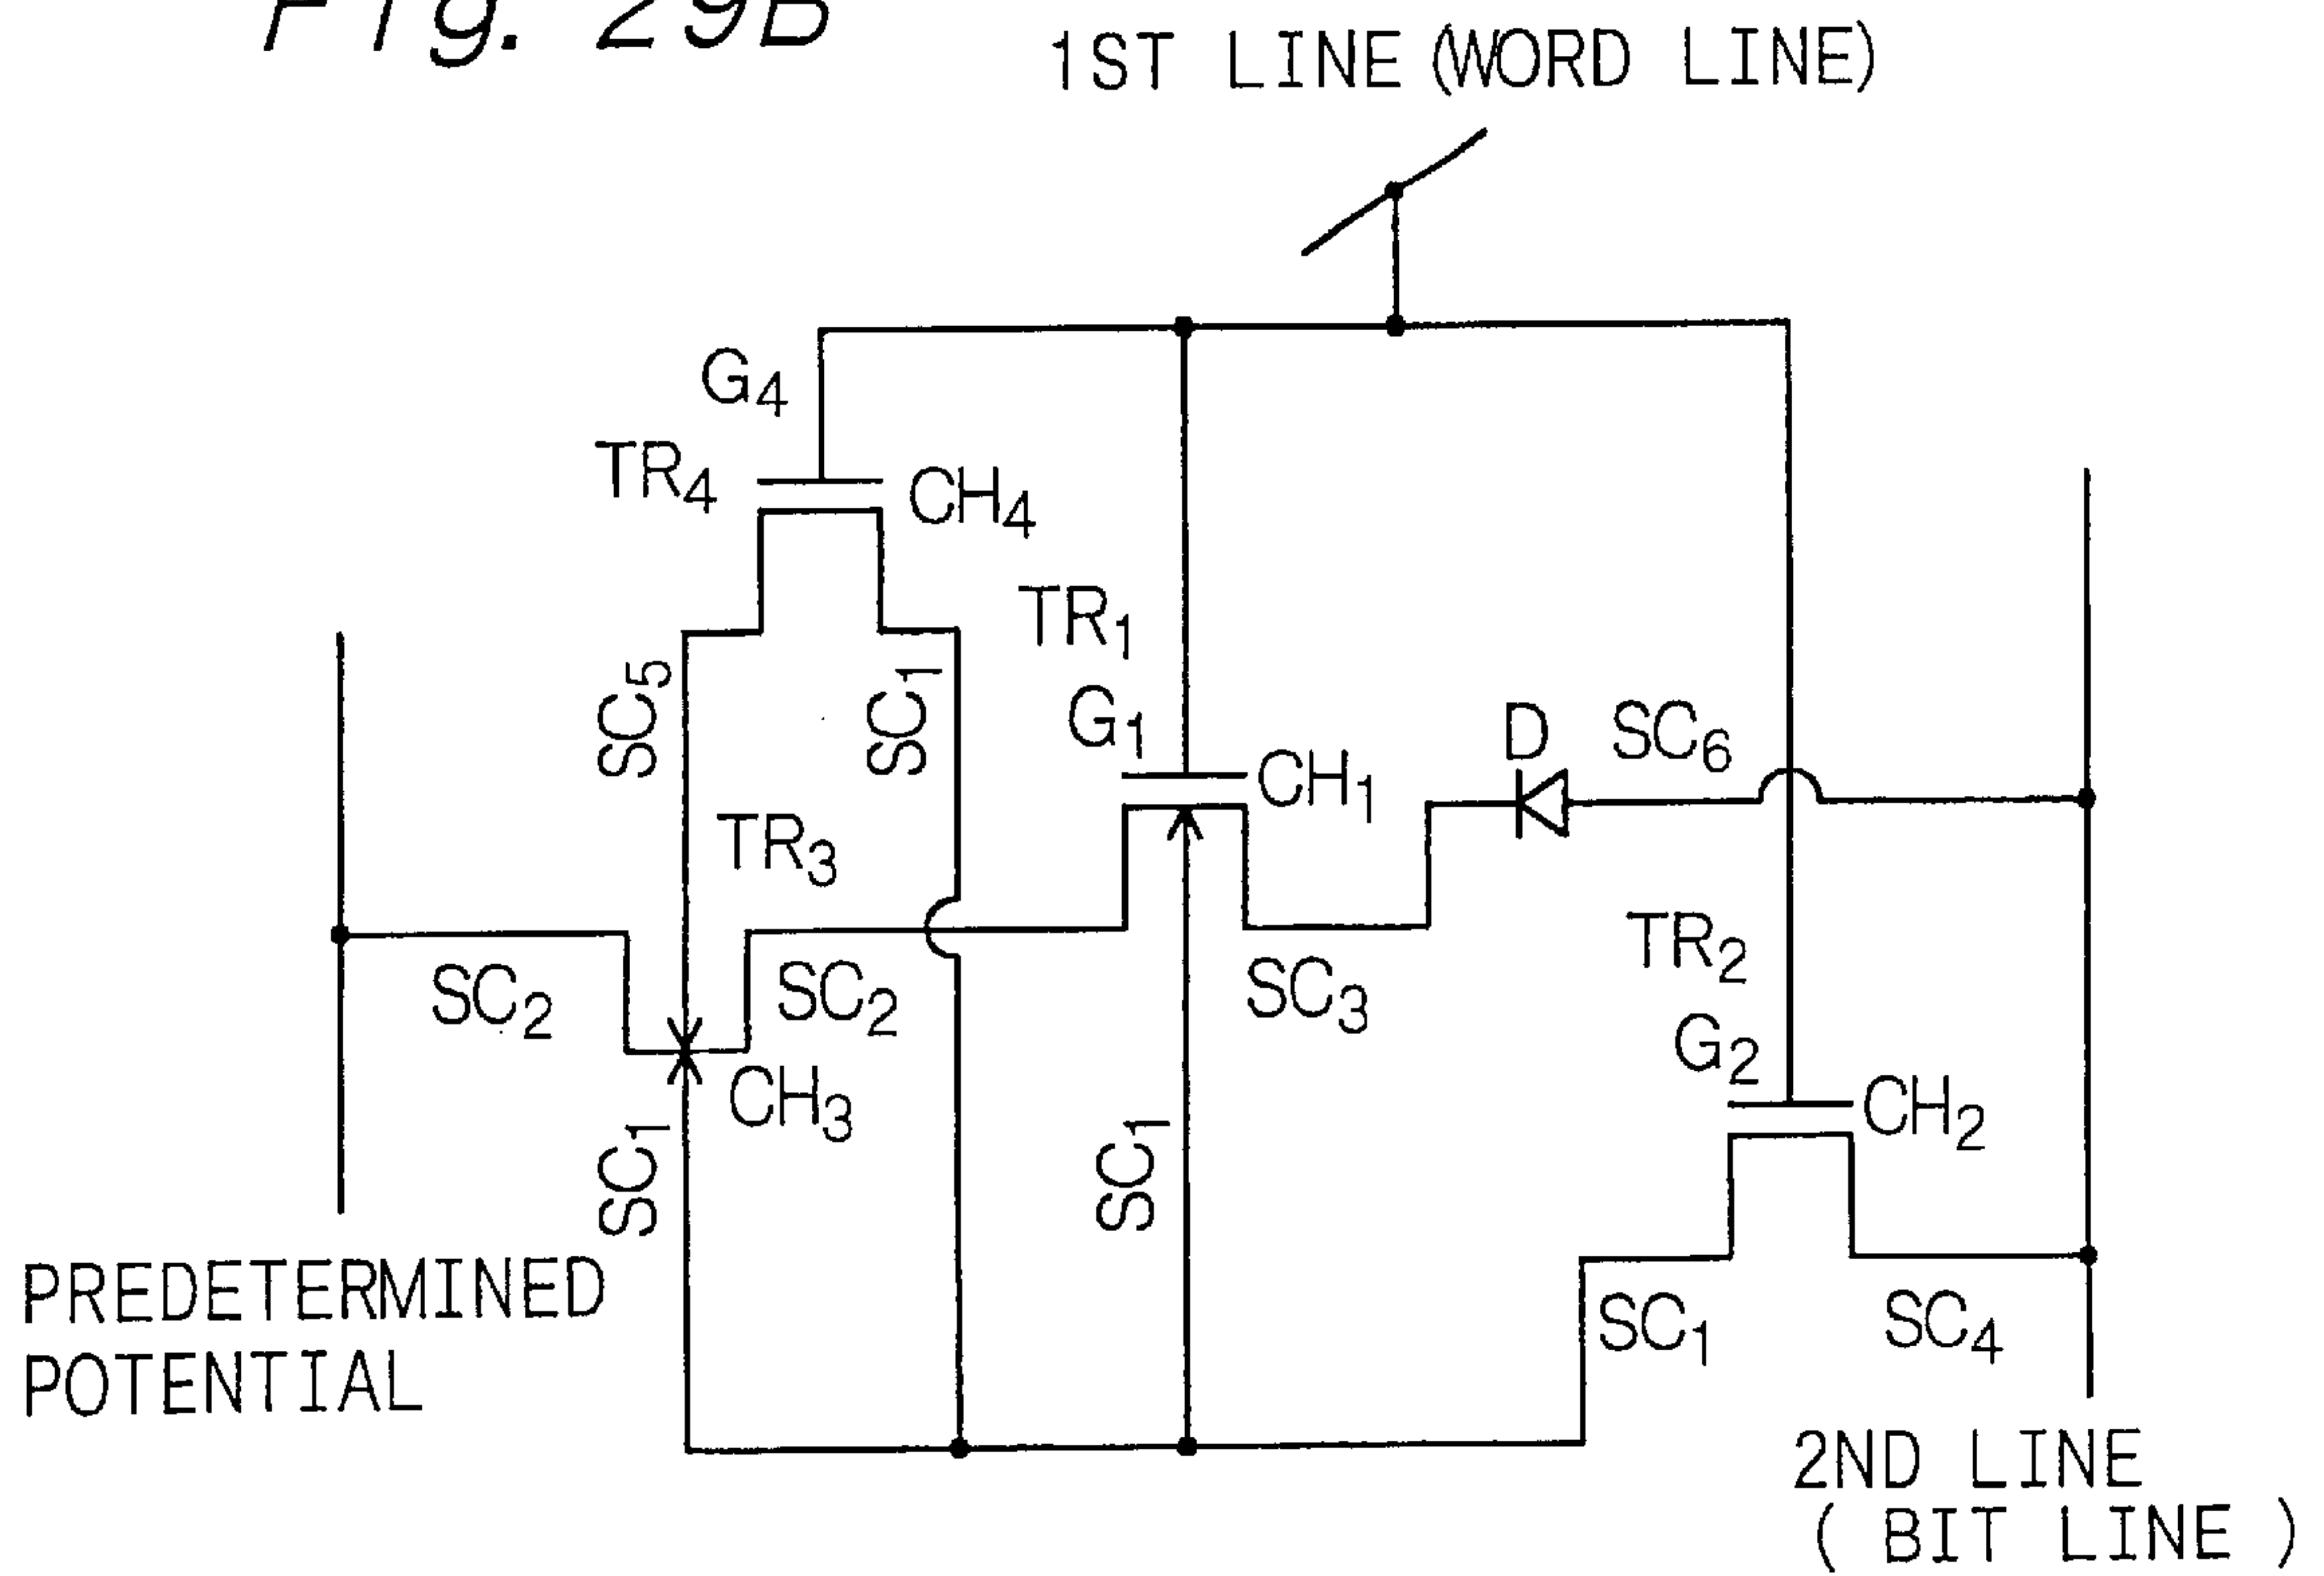 Fig. 29B
1ST LINE (WORD LINE)
G4
TR4
CH4
TR1
SC5
SC1
G1
CH1
D
SC6
TR3
TR2
SC2
SC2
SC3
G2
CH3
CH2
SC1
SC1
PREDETERMINED
POTENTIAL
SC1
SC4
2ND LINE
( BIT LINE )